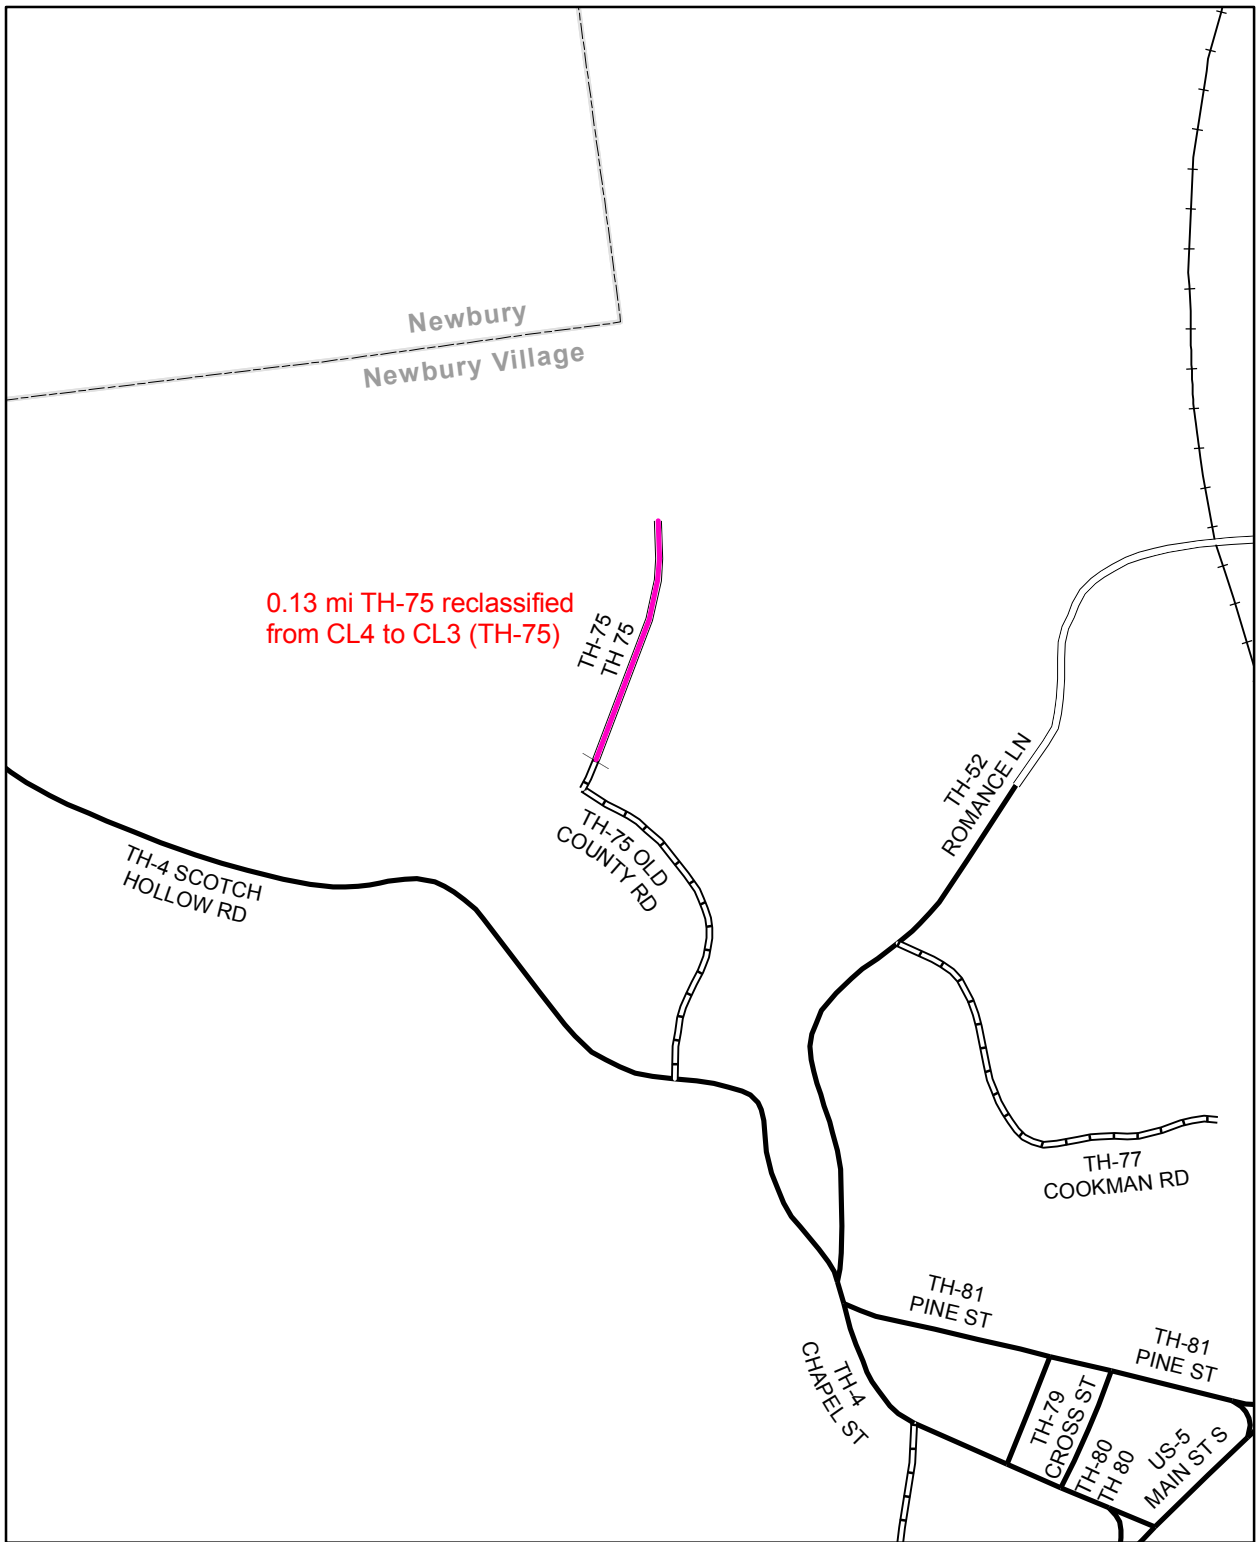 Newbury
Newbury Village
0.13 mi TH-75 reclassified
from CL4 to CL3 (TH-75)
TH-75
TH 75
TH-52
ROMANCE LN
TH-75 OLD
COUNTY RD
TH-4 SCOTCH
HOLLOW RD
TH-77
COOKMAN RD
TH-81
PINE ST
TH-81
PINE ST
TH-4
CHAPEL ST
TH-79
CROSS ST
TH-80
TH 80
US-5
MAIN ST S